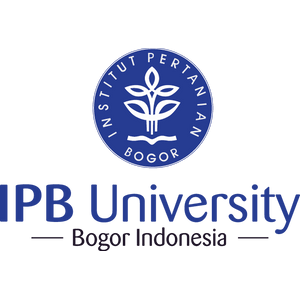 INSTITUT PERTANIAN
BOGOR
IPB University
Bogor Indonesia